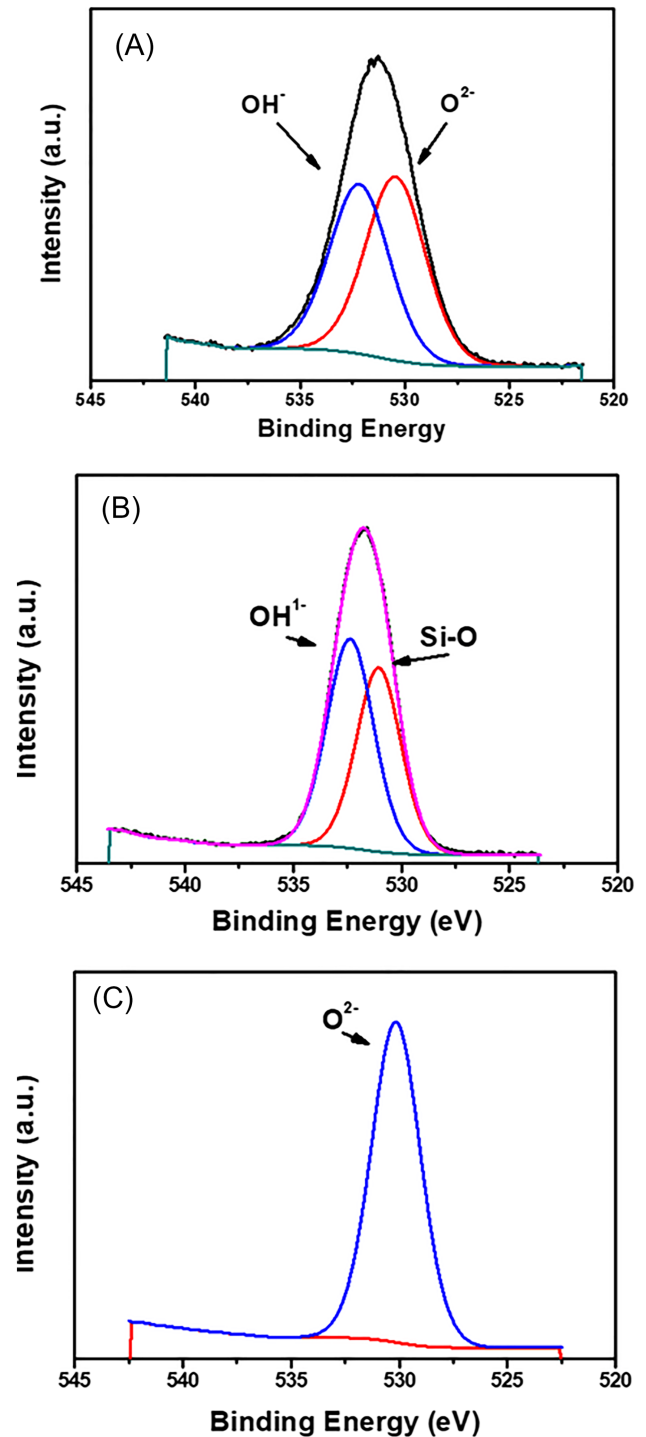 (A)
OH-
O2-
Intensity (a.u.)
545 540 535 530 525 520
Binding Energy
(B)
OH1-
Si-O
Intensity (a.u.)
545 540 535 530 525 520
Binding Energy (eV)
(C)
O2-
Intensity (a.u.)
545 540 535 530 525 520
Binding Energy (eV)